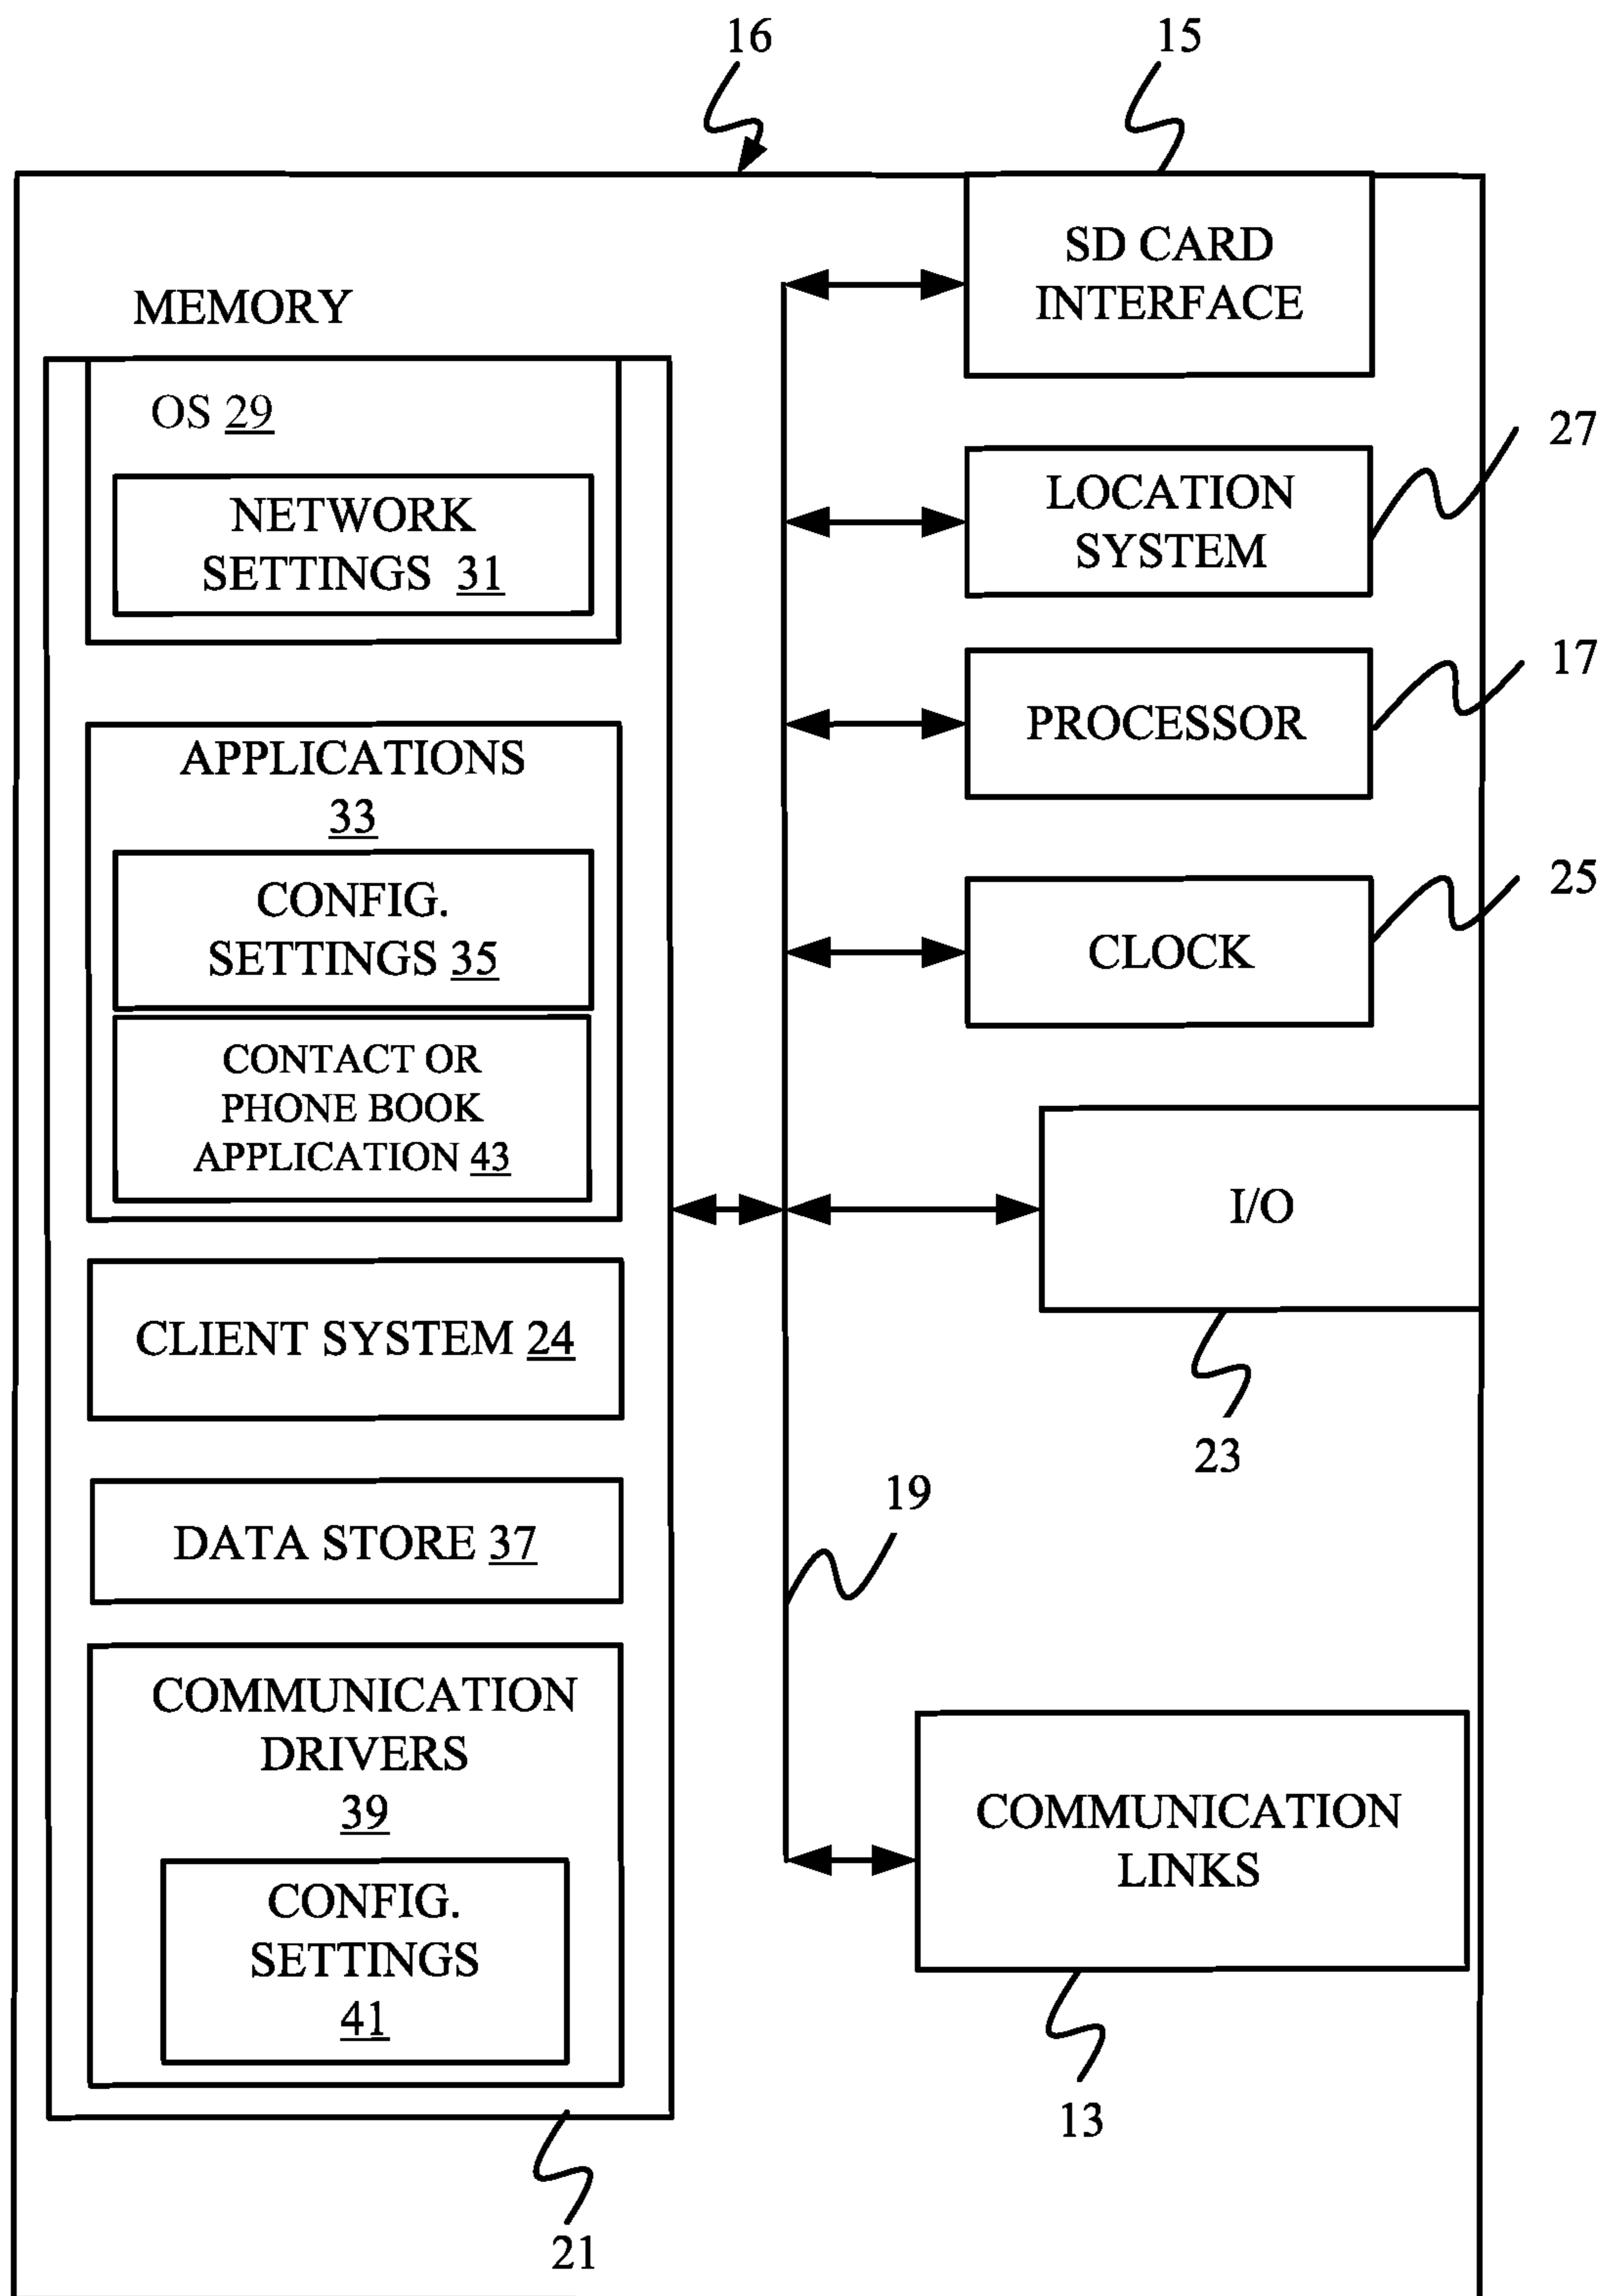 16
15
MEMORY
OS 29
NETWORK
SETTINGS 31
APPLICATIONS
33
CONFIG.
SETTINGS 35
CONTACT OR
PHONE BOOK
APPLICATION 43
CLIENT SYSTEM 24
DATA STORE 37
COMMUNICATION
DRIVERS
39
CONFIG.
SETTINGS
41
21
SD CARD
INTERFACE
27
LOCATION
SYSTEM
17
PROCESSOR
25
CLOCK
I/O
23
19
COMMUNICATION
LINKS
13